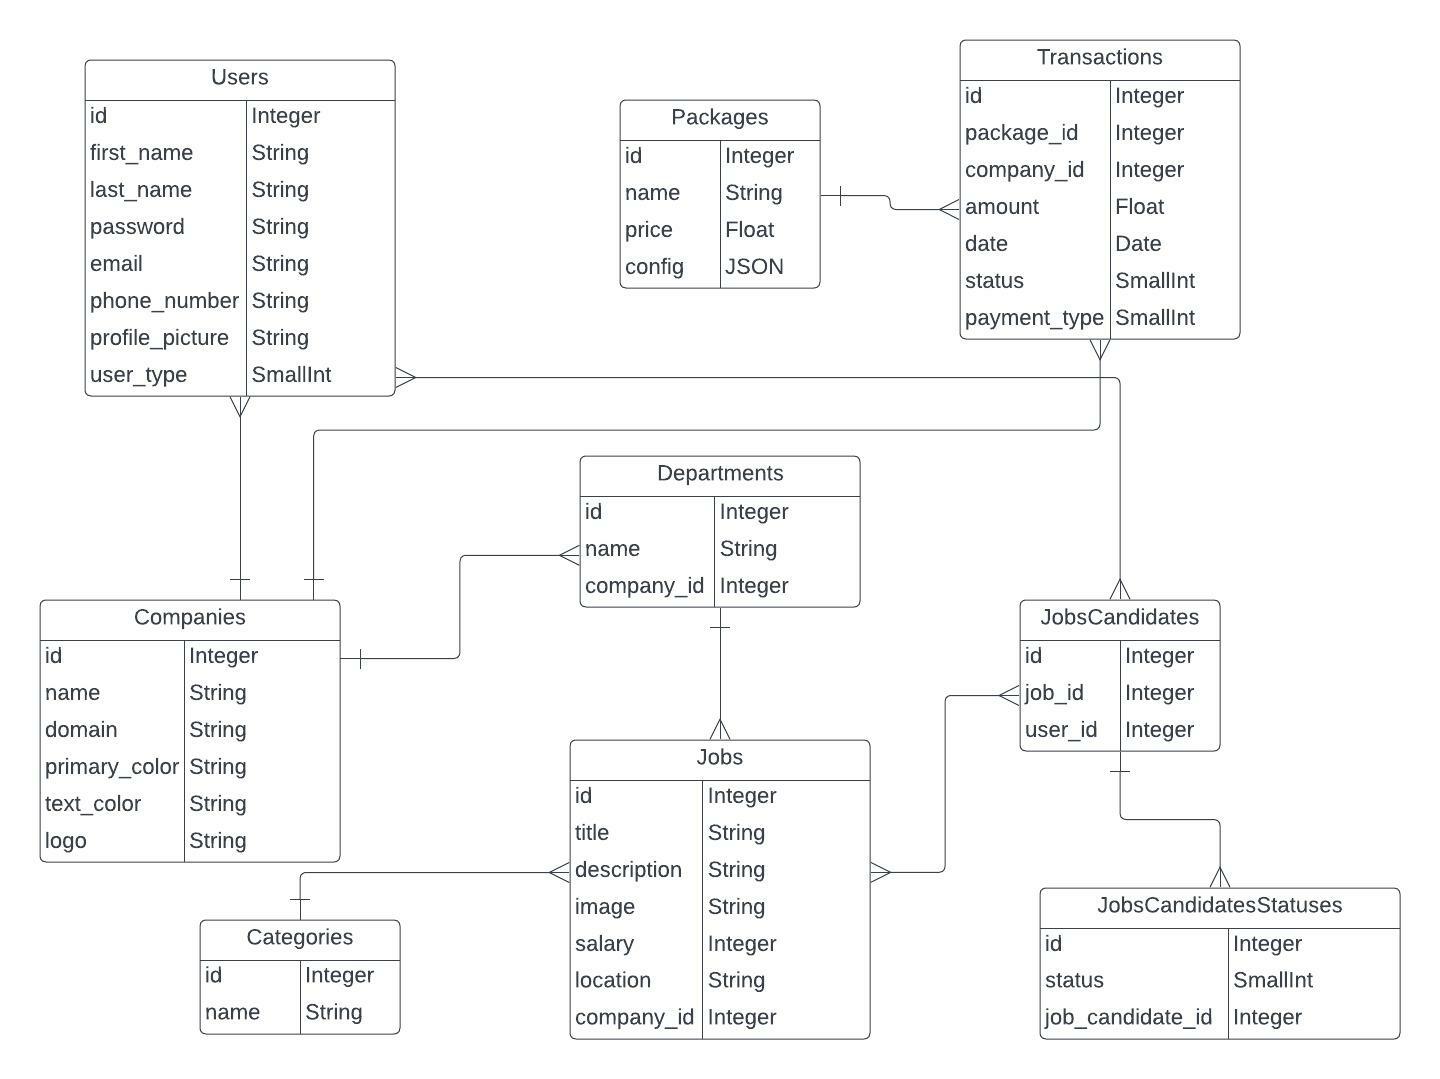 Users
id Integer
first_name String
last_name String
password String
email String
phone_number String
profile_picture String
user_type SmallInt
Packages
id Integer
name String
price Float
config JSON
Transactions
id Integer
package_id Integer
company_id Integer
amount Float
date Date
status SmallInt
payment_type SmallInt
Departments
id Integer
name String
company_id Integer
Companies
id Integer
name String
domain String
primary_color String
text_color String
logo String
JobsCandidates
id Integer
job_id Integer
user_id Integer
Jobs
id Integer
title String
description String
image String
salary Integer
location String
company_id Integer
Categories
id Integer
name String
JobsCandidatesStatuses
id Integer
status SmallInt
job_candidate_id Integer